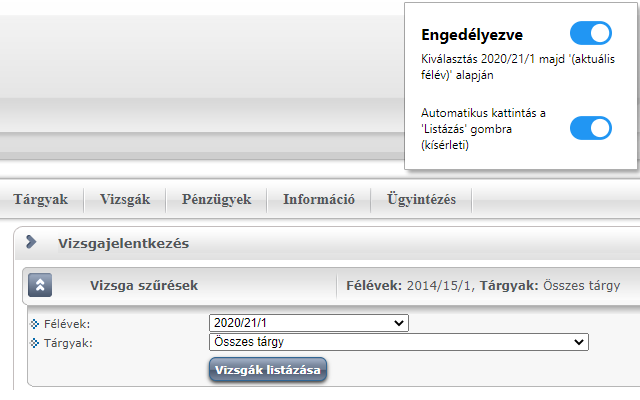 Engedélyezve
Kiválasztás 2020/21/1 majd '(aktuális
félév)' alapján
Automatikus kattintás a
'Listázás' gombra
(kísérleti)
Tárgyak Vizsgák Pénzügyek Információ Ügyintézés
Vizsgajelentkezés
Vizsga szűrések Félévek: 2014/15/1, Tárgyak: Összes tárgy
Félévek: 2020/21/1
Tárgyak: Összes tárgy
Vizsgák listázása